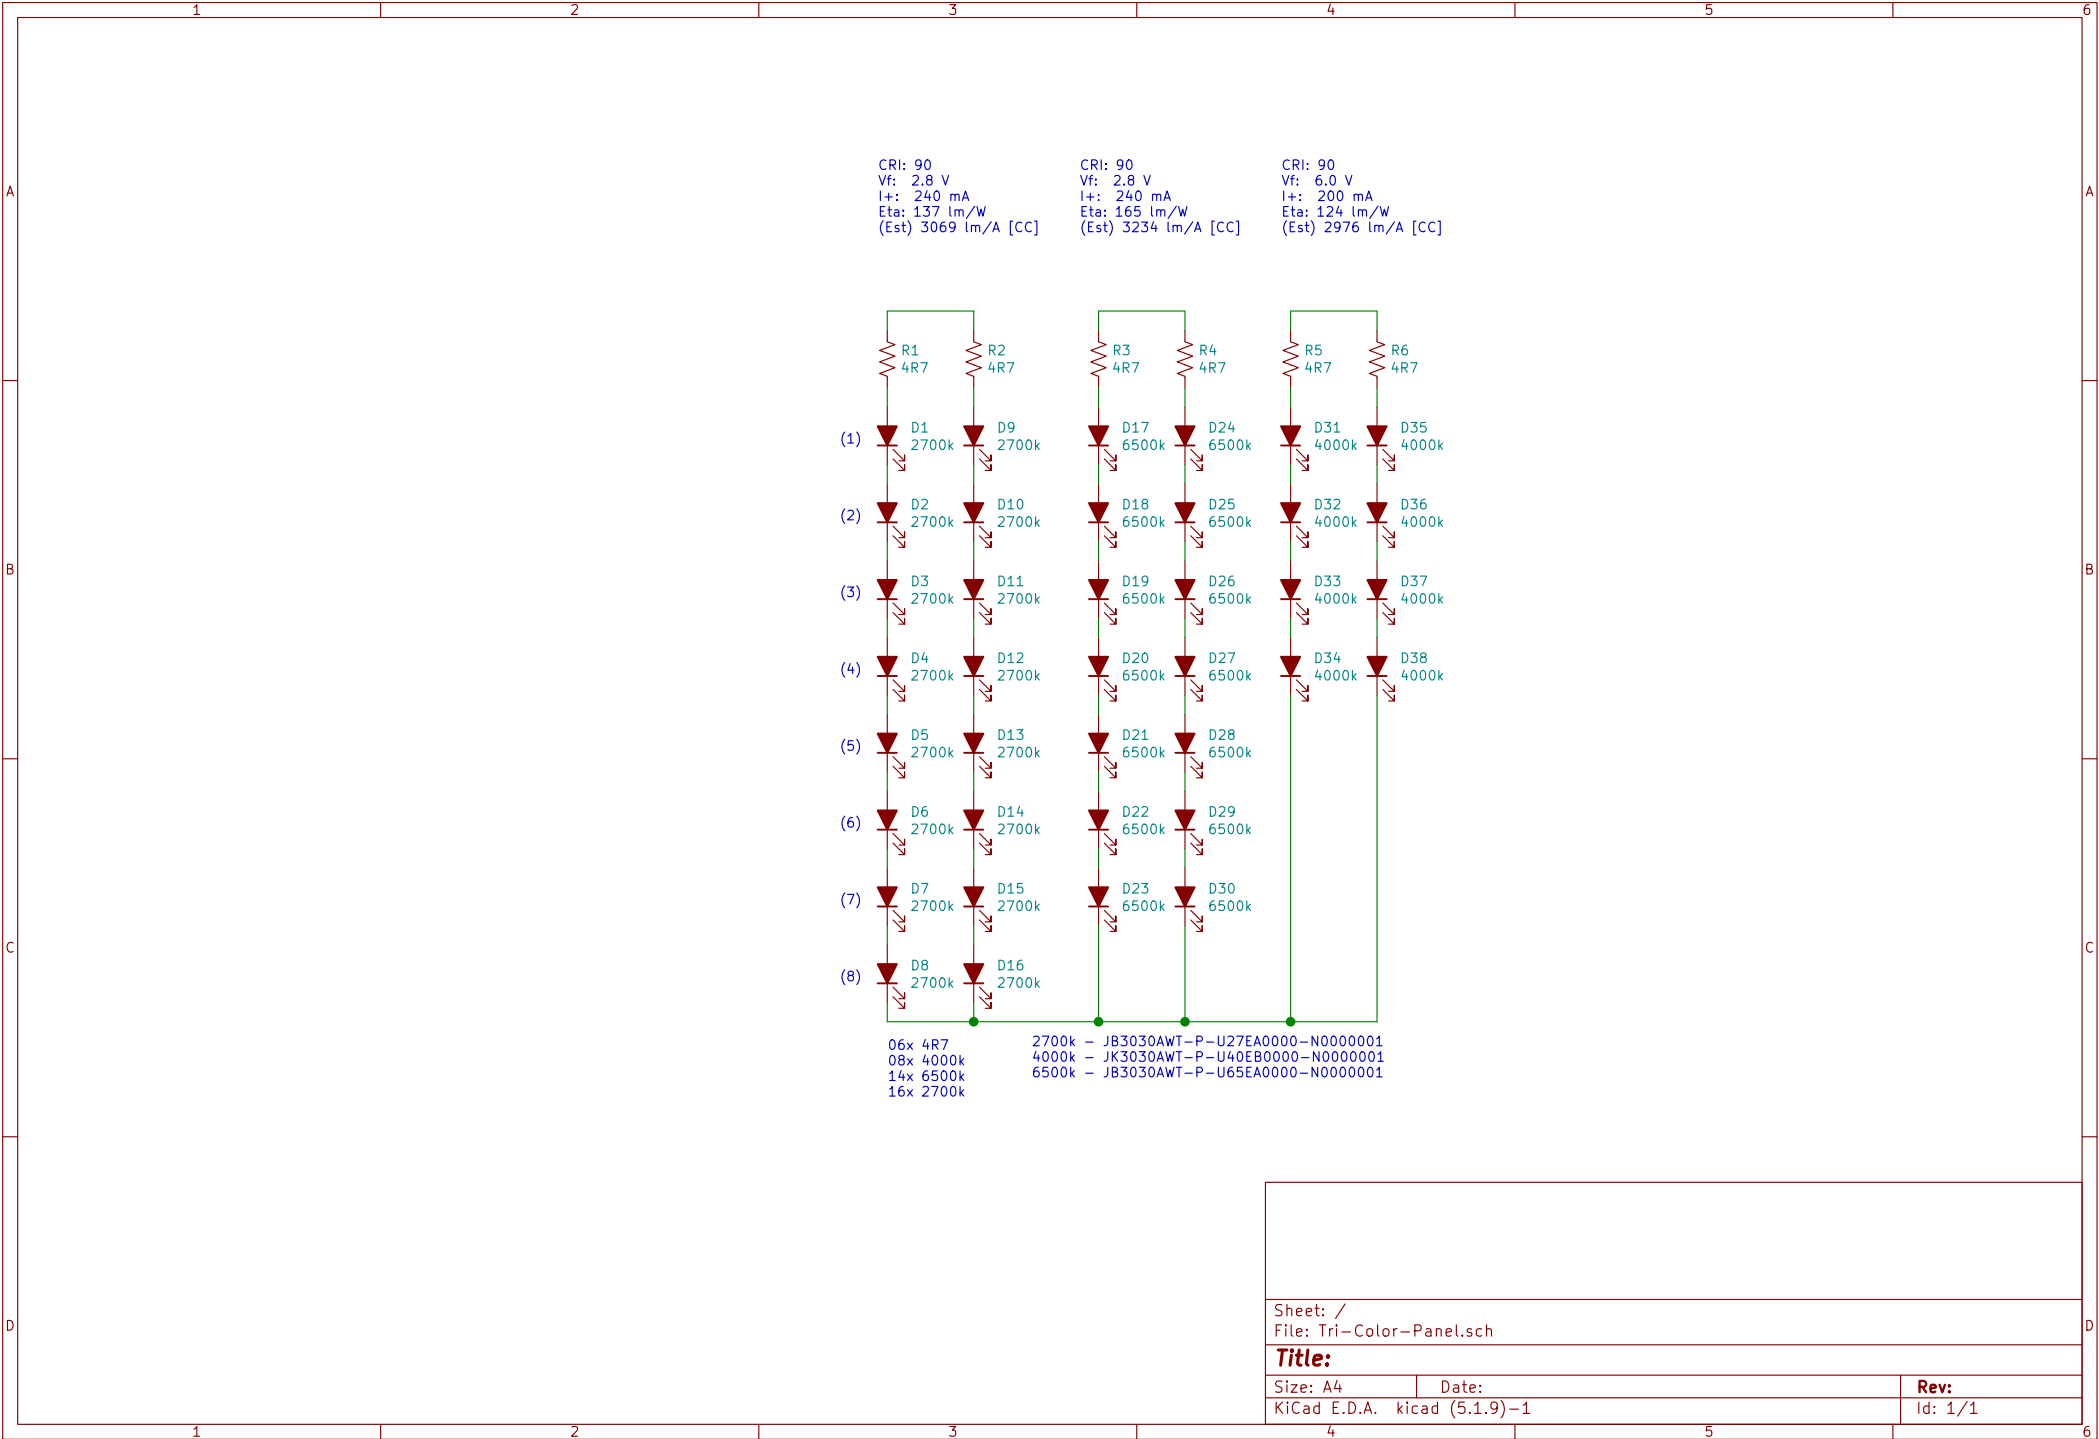 1 2 3 4 5 6
CRI: 90
Vf: 2.8 V
I+: 240 mA
Eta: 137 lm/W
(Est) 3069 lm/A [CC]
CRI: 90
Vf: 2.8 V
I+: 240 mA
Eta: 165 lm/W
(Est) 3234 lm/A [CC]
CRI: 90
Vf: 6.0 V
I+: 200 mA
Eta: 124 lm/W
(Est) 2976 lm/A [CC]
A A
R1 R2 R3 R4 R5 R6
4R7 4R7 4R7 4R7 4R7 4R7
D1 D9 D17 D24 D31 D35
(1) 2700k 2700k 6500k 6500k 4000k 4000k
D2 D10 D18 D25 D32 D36
(2) 2700k 2700k 6500k 6500k 4000k 4000k
B B
D3 D11 D19 D26 D33 D37
(3) 2700k 2700k 6500k 6500k 4000k 4000k
D4 D12 D20 D27 D34 D38
(4) 2700k 2700k 6500k 6500k 4000k 4000k
D5 D13 D21 D28
(5) 2700k 2700k 6500k 6500k
D6 D14 D22 D29
(6) 2700k 2700k 6500k 6500k
D7 D15 D23 D30
(7) 2700k 2700k 6500k 6500k
C C
D8 D16
(8) 2700k 2700k
06x 4R7
08x 4000k
14x 6500k
16x 2700k
2700k - JB3030AWT-P-U27EA0000-N0000001
4000k - JK3030AWT-P-U40EB0000-N0000001
6500k - JB3030AWT-P-U65EA0000-N0000001
D D
Sheet: /
File: Tri-Color-Panel.sch
Title:
Size: A4 Date: Rev:
KiCad E.D.A. kicad (5.1.9)-1 Id: 1/1
1 2 3 4 5 6